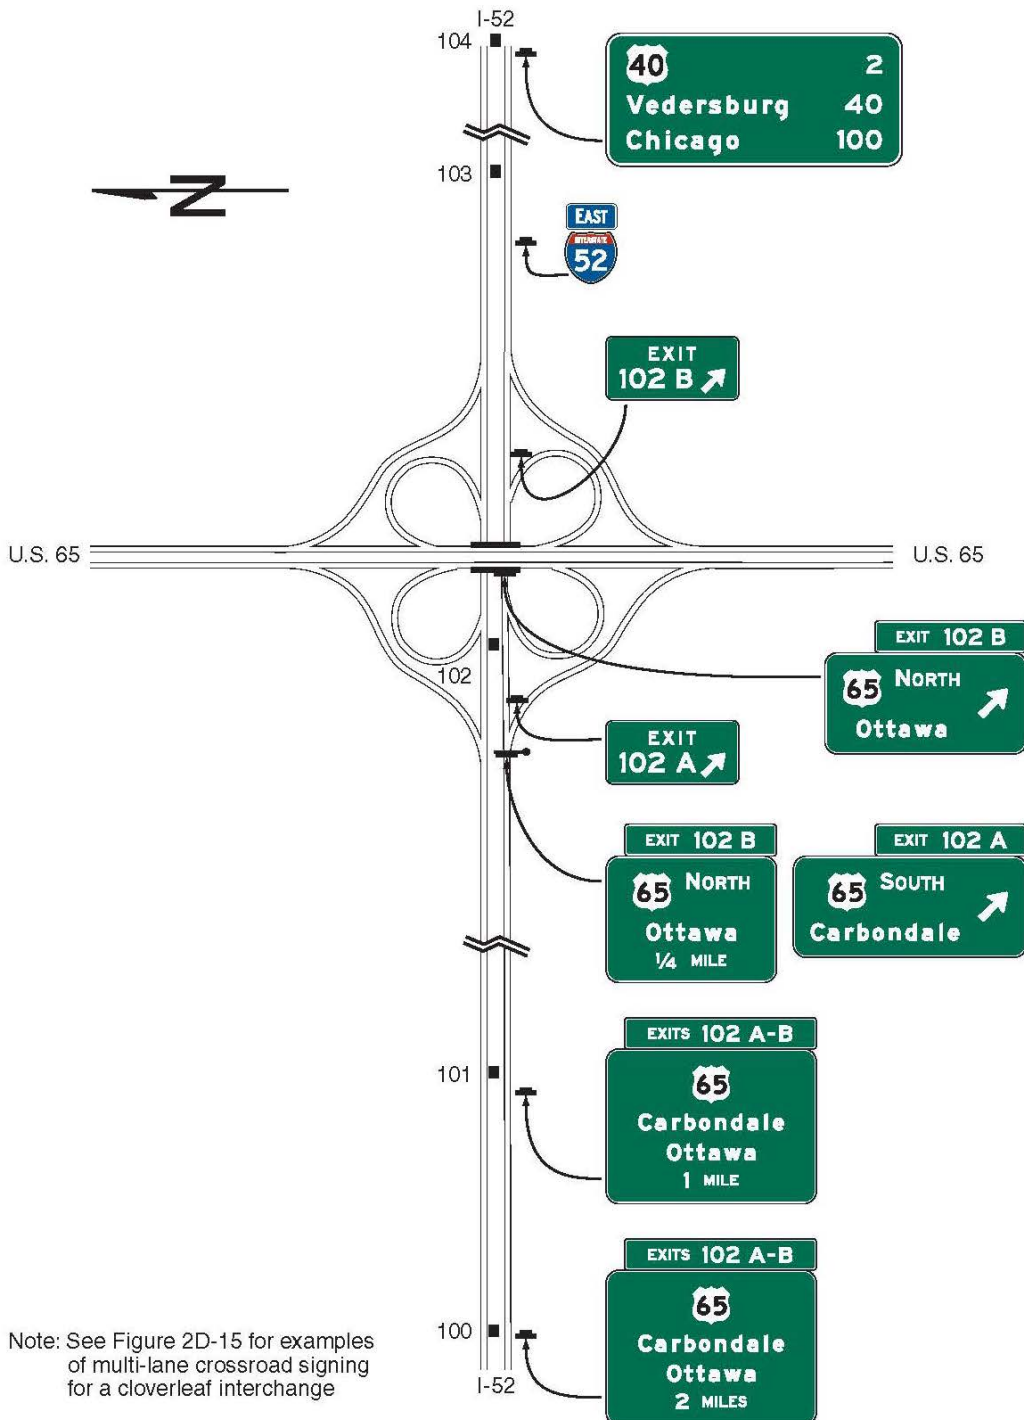 I-52
104
40 2
Vedersburg 40
Chicago 100
103
N
EAST
INTERSTATE
52
EXIT
102 B
U.S. 65
U.S. 65
EXIT 102 B
65 NORTH
Ottawa
102
EXIT
102 A
EXIT 102 B
65 NORTH
Ottawa
1/4 MILE
EXIT 102 A
65 SOUTH
Carbondale
101
EXITS 102 A-B
65
Carbondale
Ottawa
1 MILE
100
EXITS 102 A-B
65
Carbondale
Ottawa
2 MILES
Note: See Figure 2D-15 for examples
of multi-lane crossroad signing
for a cloverleaf interchange
I-52